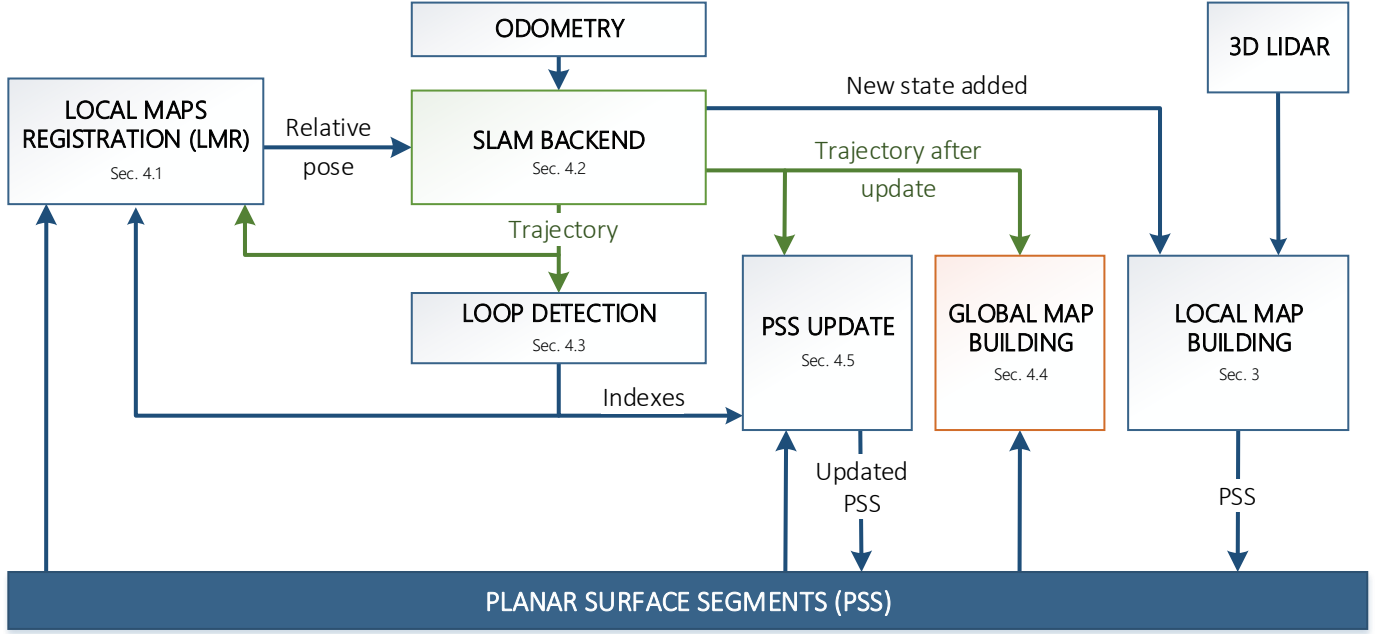 ODOMETRY
3D LIDAR
LOCAL MAPS
REGISTRATION (LMR)
Sec. 4.1
Relative
pose
SLAM BACKEND
Sec. 4.2
New state added
Trajectory after
update
Trajectory
LOOP DETECTION
Sec. 4.3
Indexes
PSS UPDATE
Sec. 4.5
GLOBAL MAP
BUILDING
Sec. 4.4
LOCAL MAP
BUILDING
Sec. 3
Updated
PSS
PSS
PLANAR SURFACE SEGMENTS (PSS)